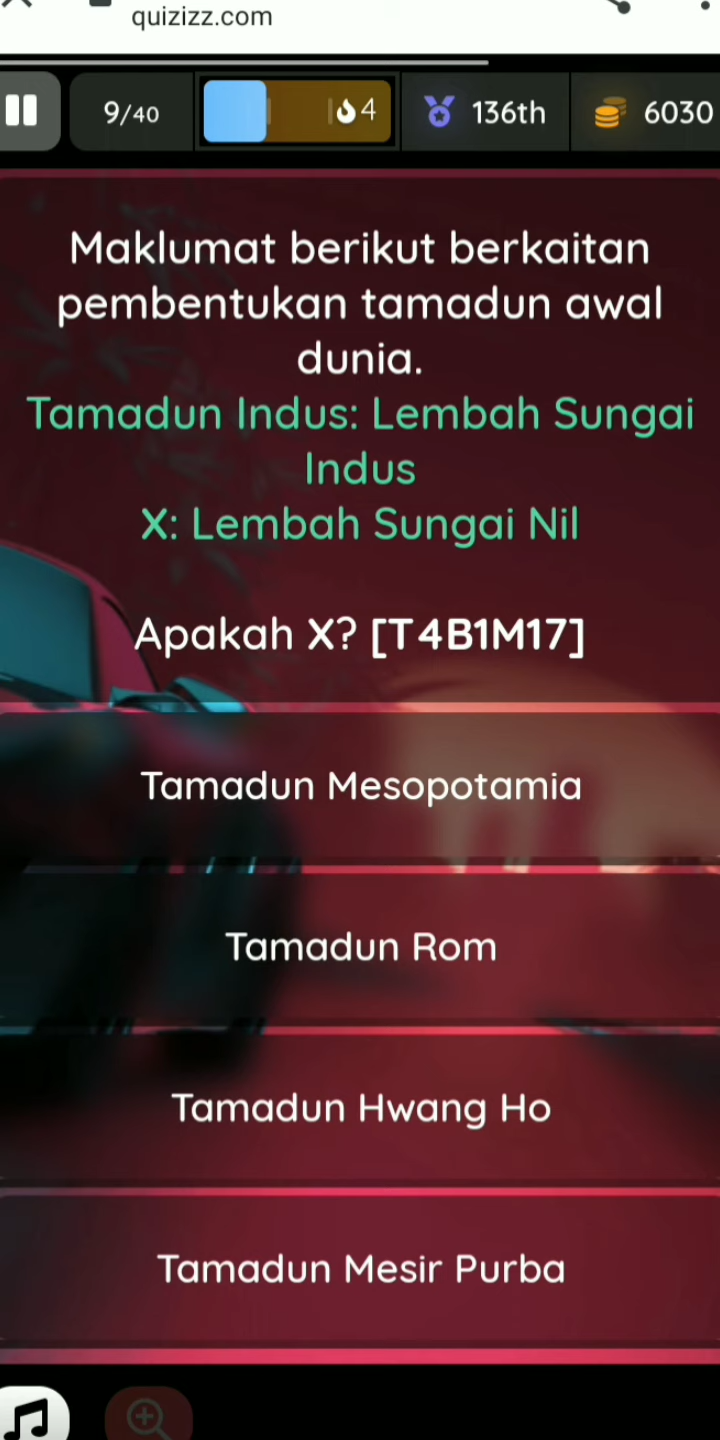 quizizz.com
9/40
4
136th
6030
Maklumat berikut berkaitan
pembentukan tamadun awal
dunia.
Tamadun Indus: Lembah Sungai
Indus
X: Lembah Sungai Nil
Apakah X? [T4B1M17]
Tamadun Mesopotamia
Tamadun Rom
Tamadun Hwang Ho
Tamadun Mesir Purba